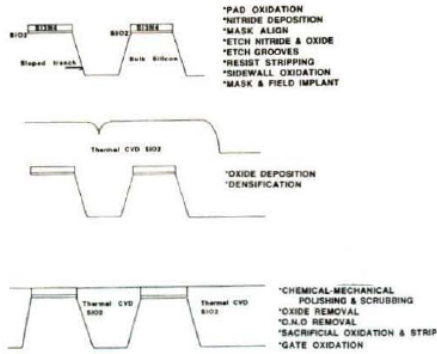 *PAD OXIDATION
*NITRIDE DEPOSITION
*MASK ALIGN
*ETCH NITRIDE & OXIDE
*ETCH GROOVES
*RESIST STRIPPING
*SIDEWALL OXIDATION
*MASK & FIELD IMPLANT
SI3N4
SI3N4
SIO2
SIO2
Sloped trench
Bulk Silicon
Thermal CVD SIO2
*OXIDE DEPOSITION
*DENSIFICATION
Thermal CVD
SIO2
Thermal CVD
SIO2
*CHEMICAL-MECHANICAL
POLISHING & SCRUBBING
*OXIDE REMOVAL
*O.N.O REMOVAL
*SACRIFICIAL OXIDATION & STRIP
*GATE OXIDATION